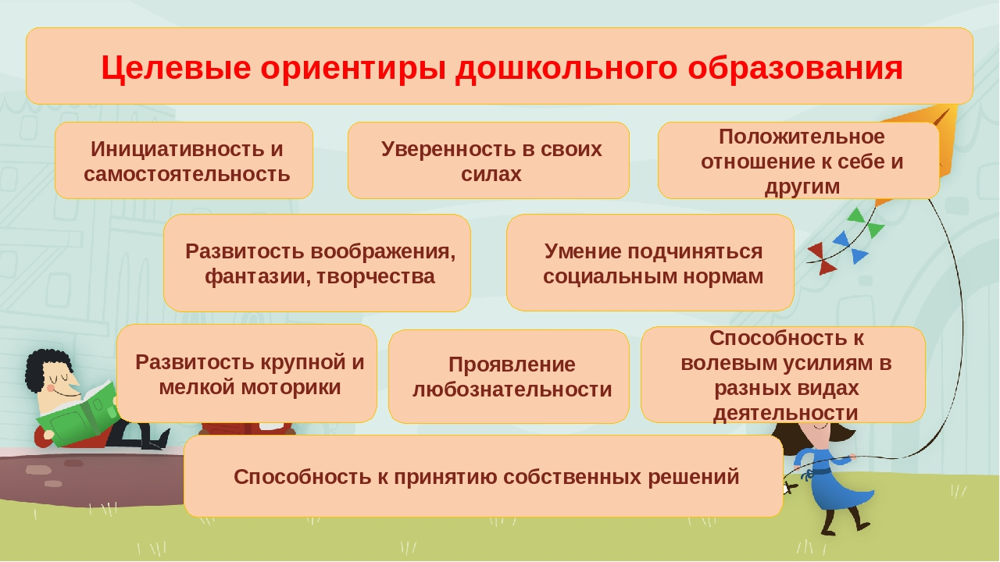 Целевые ориентиры дошкольного образования
Инициативность и
самостоятельность
Уверенность в своих
силах
Положительное
отношение к себе и
другим
Развитость воображения,
фантазии, творчества
Умение подчиняться
социальным нормам
Развитость крупной и
мелкой моторики
Проявление
любознательности
Способность к
волевым усилиям в
разных видах
деятельности
Способность к принятию собственных решений